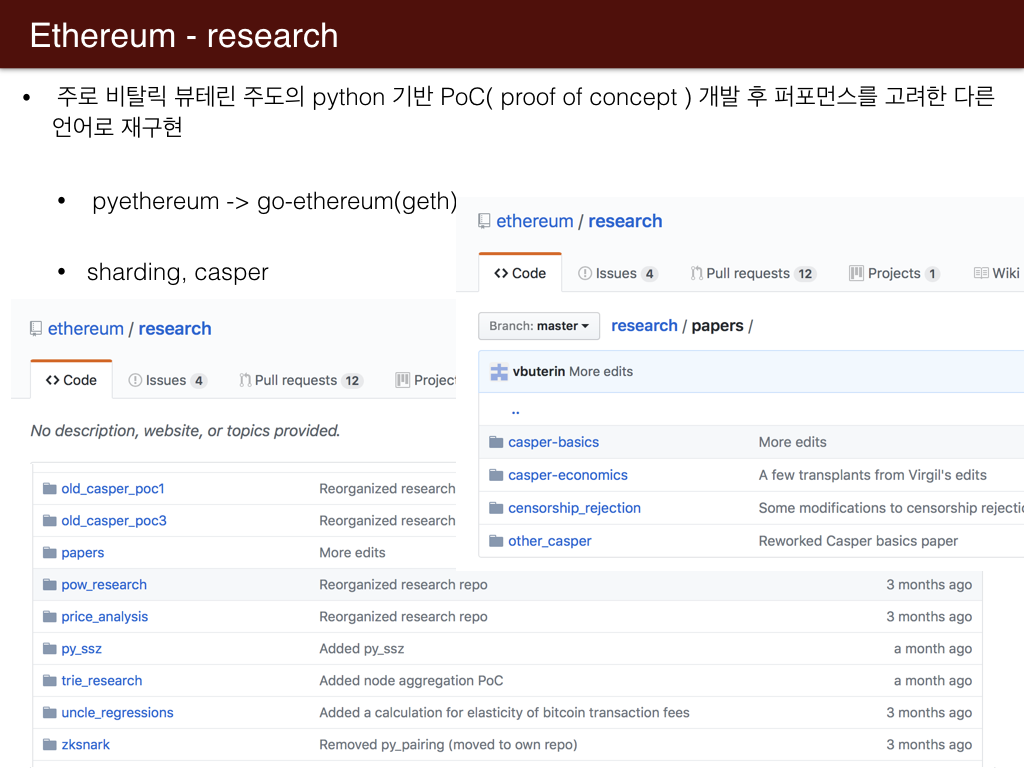 Ethereum - research
• 주로 비탈릭 뷰테린 주도의 python 기반 PoC( proof of concept ) 개발 후 퍼포먼스를 고려한 다른
언어로 재구현
• pyethereum -> go-ethereum(geth)
• sharding, casper
ethereum / research
<> Code Issues 4 Pull requests 12 Projec
No description, website, or topics provided.
old_casper_poc1 Reorganized research
old_casper_poc3 Reorganized research
papers More edits
pow_research Reorganized research repo 3 months ago
price_analysis Reorganized research repo 3 months ago
py_ssz Added py_ssz a month ago
trie_research Added node aggregation PoC a month ago
uncle_regressions Added a calculation for elasticity of bitcoin transaction fees 3 months ago
zksnark Removed py_pairing (moved to own repo) 3 months ago
ethereum / research
<> Code Issues 4 Pull requests 12 Projects 1 Wiki
Branch: master research / papers /
vbuterin More edits
..
casper-basics More edits
casper-economics A few transplants from Virgil's edits
censorship_rejection Some modifications to censorship rejectio
other_casper Reworked Casper basics paper